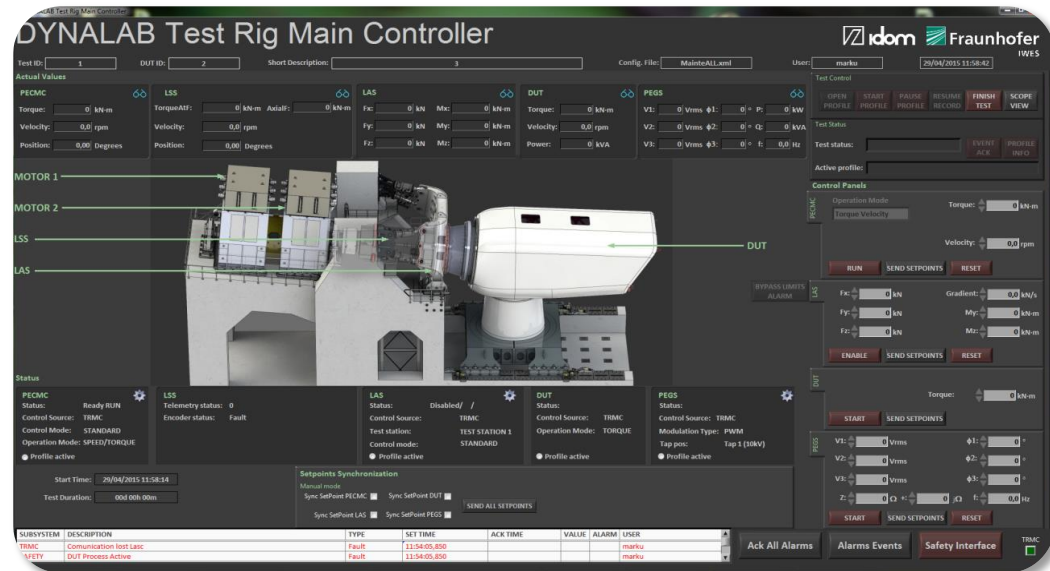 DYNALAB Test Rig Main Controller
idom Fraunhofer
IWES
Test ID: 1 DUT ID: 2 Short Description: 3 Config. File: MainteALL.xml User: marku 29/04/2015 11:58:42
Actual Values
PECMC
Torque: 0 kN-m
Velocity: 0,0 rpm
Position: 0,00 Degrees
LSS
TorqueAtF: 0 kN-m AxialF: 0 kN-m
Velocity: 0,0 rpm
Position: 0,00 Degrees
LAS
Fx: 0 kN Mx: 0 kN-m
Fy: 0 kN My: 0 kN-m
Fz: 0 kN Mz: 0 kN-m
DUT
Torque: 0 kN-m
Velocity: 0,0 rpm
Power: 0 kVA
PEGS
V1: 0 Vrms ϕ1: 0 ° P: 0 kW
V2: 0 Vrms ϕ2: 0 ° Q: 0 kVA
V3: 0 Vrms ϕ3: 0 ° f: 0,0 Hz
Test Control
OPEN PROFILE
START PROFILE
PAUSE PROFILE
RESUME RECORD
FINISH TEST
SCOPE VIEW
Test Status
Test status:
EVENT ACK
PROFILE INFO
Active profile:
MOTOR 1
MOTOR 2
LSS
LAS
DUT
BYPASS LIMITS
ALARM
Control Panels
PECMC
Operation Mode
Torque Velocity
Torque: 0 kN-m
Velocity: 0,0 rpm
RUN SEND SETPOINTS RESET
LAS
Fx: 0 kN Gradient: 0,0 kN/s
Fy: 0 kN My: 0 kN-m
Fz: 0 kN Mz: 0 kN-m
ENABLE SEND SETPOINTS RESET
DUT
Torque: 0 kN-m
START SEND SETPOINTS
PEGS
V1: 0 Vrms ϕ1: 0 °
V2: 0 Vrms ϕ2: 0 °
V3: 0 Vrms ϕ3: 0 °
Z: 0 Ω +: 0 jΩ f: 0,0 Hz
START SEND SETPOINTS RESET
Status
PECMC
Status: Ready RUN
Control Source: TRMC
Control Mode: STANDARD
Operation Mode: SPEED/TORQUE
Profile active
LSS
Telemetry status: 0
Encoder status: Fault
LAS
Status: Disabled/ /
Control Source: TRMC
Test station: TEST STATION 1
Control mode: STANDARD
Profile active
DUT
Status:
Control Source: TRMC
Operation Mode: TORQUE
Profile active
PEGS
Status:
Control Source: TRMC
Modulation Type: PWM
Tap pos: Tap 1 (10kV)
Profile active
Start Time: 29/04/2015 11:58:14
Test Duration: 00d 00h 00m
Setpoints Synchronization
Manual mode
Sync SetPoint PECMC Sync SetPoint DUT
Sync SetPoint LAS Sync SetPoint PEGS
SEND ALL SETPOINTS
SUBSYSTEM DESCRIPTION TYPE SET TIME ACK TIME VALUE ALARM USER
TRMC Comunication lost Lasc Fault 11:54:05,850 marku
SAFETY DUT Process Active Fault 11:54:05,850 marku
Ack All Alarms
Alarms Events
Safety Interface
TRMC